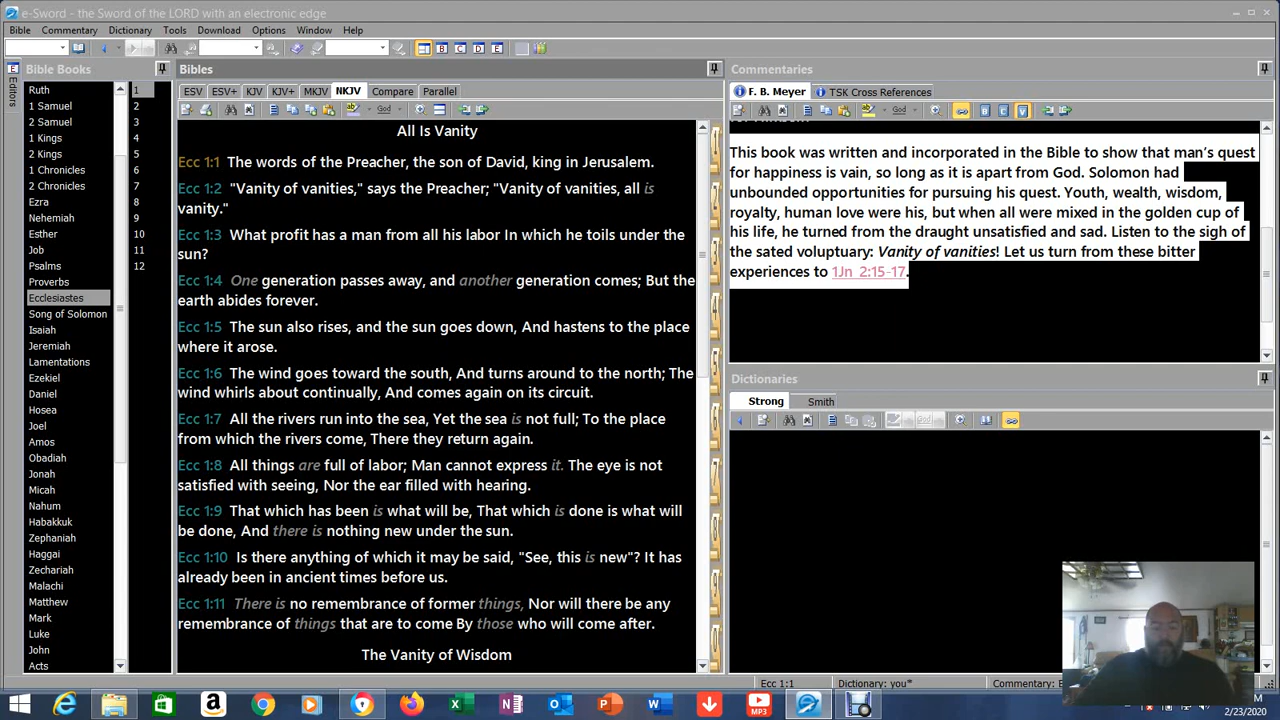 e-Sword - the Sword of the LORD with an electronic edge
Bible Commentary Dictionary Tools Download Options Window Help
B C D E
Editors
Bible Books
Ruth
1 Samuel
2 Samuel
1 Kings
2 Kings
1 Chronicles
2 Chronicles
Ezra
Nehemiah
Esther
Job
Psalms
Proverbs
Ecclesiastes
Song of Solomon
Isaiah
Jeremiah
Lamentations
Ezekiel
Daniel
Hosea
Joel
Amos
Obadiah
Jonah
Micah
Nahum
Habakkuk
Zephaniah
Haggai
Zechariah
Malachi
Matthew
Mark
Luke
John
Acts
1
2
3
4
5
6
7
8
9
10
11
12
Bibles
ESV ESV+ KJV KJV+ MKJV NKJV Compare Parallel
God
All Is Vanity
Ecc 1:1 The words of the Preacher, the son of David, king in Jerusalem.
Ecc 1:2 "Vanity of vanities," says the Preacher; "Vanity of vanities, all is
vanity."
Ecc 1:3 What profit has a man from all his labor In which he toils under the
sun?
Ecc 1:4 One generation passes away, and another generation comes; But the
earth abides forever.
Ecc 1:5 The sun also rises, and the sun goes down, And hastens to the place
where it arose.
Ecc 1:6 The wind goes toward the south, And turns around to the north; The
wind whirls about continually, And comes again on its circuit.
Ecc 1:7 All the rivers run into the sea, Yet the sea is not full; To the place
from which the rivers come, There they return again.
Ecc 1:8 All things are full of labor; Man cannot express it. The eye is not
satisfied with seeing, Nor the ear filled with hearing.
Ecc 1:9 That which has been is what will be, That which is done is what will
be done, And there is nothing new under the sun.
Ecc 1:10 Is there anything of which it may be said, "See, this is new"? It has
already been in ancient times before us.
Ecc 1:11 There is no remembrance of former things, Nor will there be any
remembrance of things that are to come By those who will come after.
The Vanity of Wisdom
1
2
3
4
5
6
7
8
9
Commentaries
F. B. Meyer TSK Cross References
God B C V
This book was written and incorporated in the Bible to show that man's quest
for happiness is vain, so long as it is apart from God. Solomon had
unbounded opportunities for pursuing his quest. Youth, wealth, wisdom,
royalty, human love were his, but when all were mixed in the golden cup of
his life, he turned from the draught unsatisfied and sad. Listen to the sigh of
the sated voluptuary: Vanity of vanities! Let us turn from these bitter
experiences to 1Jn 2:15-17.
Dictionaries
Strong Smith
God
Ecc 1:1 Dictionary: you* Commentary: E
MP3
M
2/23/2020